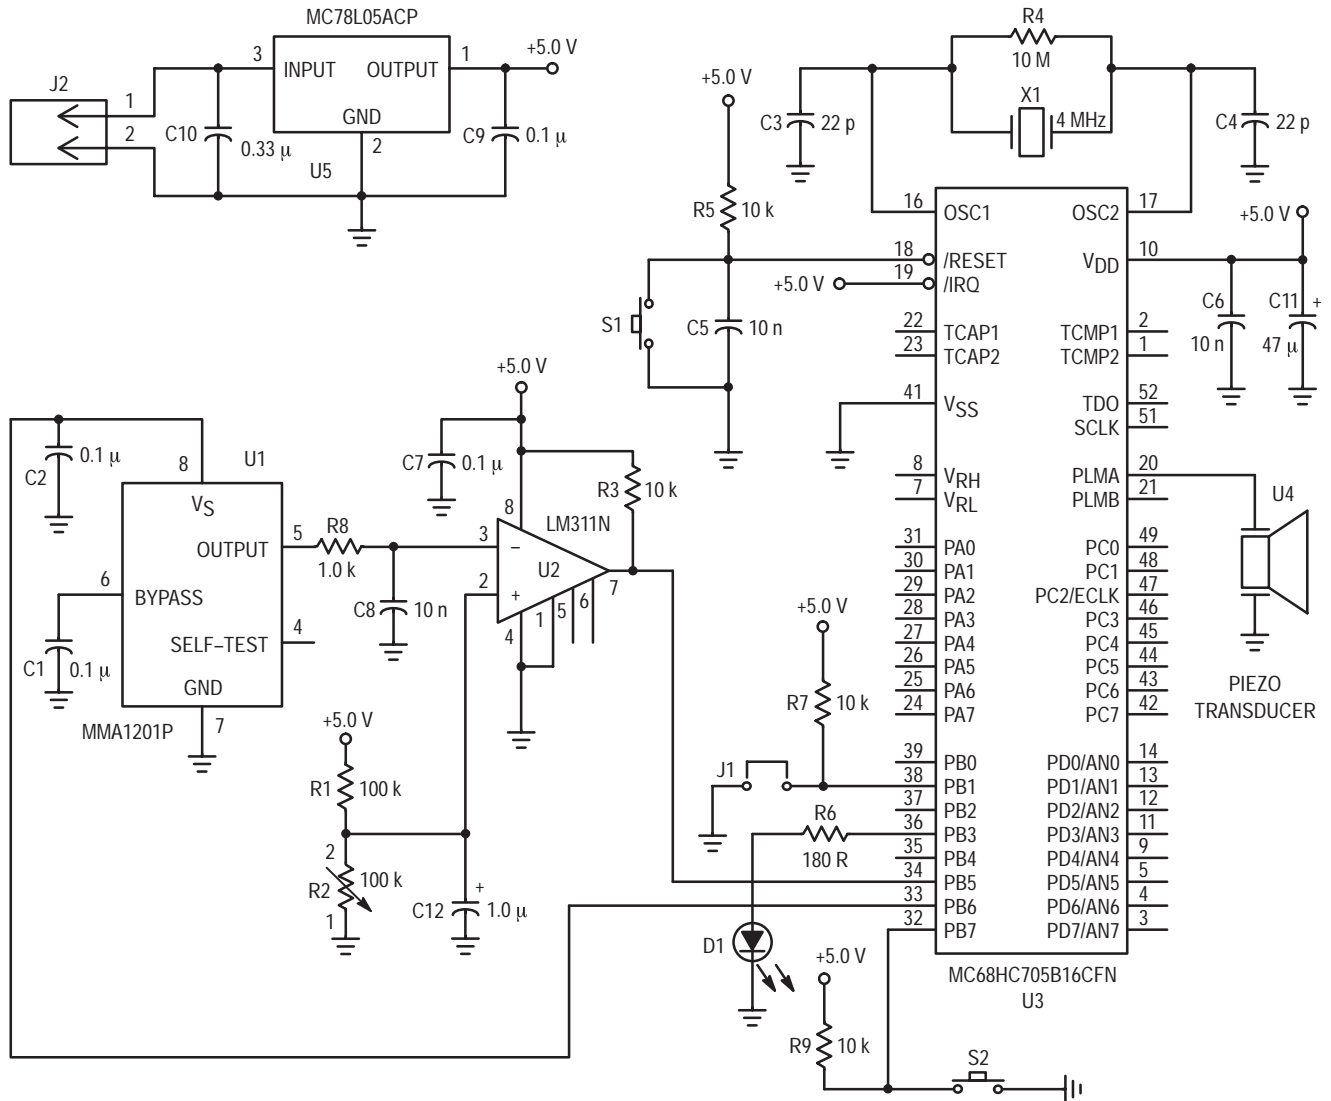 MC78L05ACP
J2
1
2
3
INPUT
OUTPUT
1
GND
2
U5
+5.0 V
C10
0.33 μ
C9
0.1 μ
R4
10 M
X1
4 MHz
C3
22 p
C4
22 p
+5.0 V
R5
10 k
S1
C5
10 n
+5.0 V
16
OSC1
OSC2
17
18
/RESET
19
/IRQ
VDD
10
+5.0 V
C6
10 n
C11
+
47 μ
22
TCAP1
TCMP1
2
23
TCAP2
TCMP2
1
41
VSS
TDO
52
SCLK
51
8
VRH
PLMA
20
7
VRL
PLMB
21
31
PA0
PC0
49
30
PA1
PC1
48
29
PA2
PC2/ECLK
47
28
PA3
PC3
46
27
PA4
PC4
45
26
PA5
PC5
44
25
PA6
PC6
43
24
PA7
PC7
42
39
PB0
PD0/AN0
14
38
PB1
PD1/AN1
13
37
PB2
PD2/AN2
12
36
PB3
PD3/AN3
11
35
PB4
PD4/AN4
9
34
PB5
PD5/AN5
5
33
PB6
PD6/AN6
4
32
PB7
PD7/AN7
3
MC68HC705B16CFN
U3
U4
PIEZO
TRANSDUCER
C2
0.1 μ
8
U1
VS
OUTPUT
5
6
BYPASS
SELF–TEST
4
GND
7
MMA1201P
C1
0.1 μ
R8
1.0 k
C8
10 n
+5.0 V
C7
0.1 μ
R3
10 k
8
LM311N
3
–
U2
2
+
7
4
1
5
6
+5.0 V
R1
100 k
2
R2
100 k
1
C12
+
1.0 μ
+5.0 V
R7
10 k
J1
R6
180 R
D1
+5.0 V
R9
10 k
S2